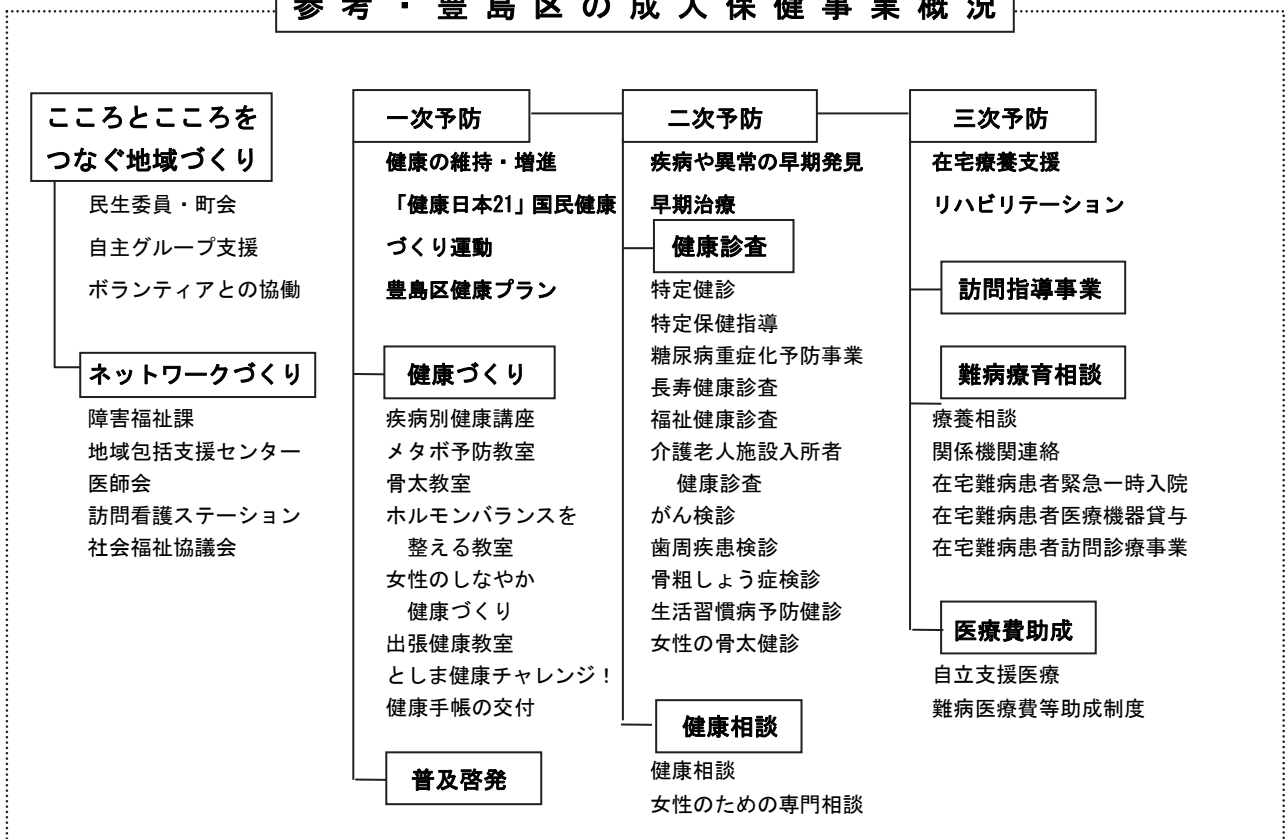 参考・豊島区の成人保健事業概況
こころとこころを
つなぐ地域づくり
民生委員・町会
自主グループ支援
ボランティアとの協働
ネットワークづくり
障害福祉課
地域包括支援センター
医師会
訪問看護ステーション
社会福祉協議会
一次予防
健康の維持・増進
「健康日本21」国民健康
づくり運動
豊島区健康プラン
健康づくり
疾病別健康講座
メタボ予防教室
骨太教室
ホルモンバランスを
整える教室
女性のしなやか
健康づくり
出張健康教室
としま健康チャレンジ！
健康手帳の交付
普及啓発
二次予防
疾病や異常の早期発見
早期治療
健康診査
特定健診
特定保健指導
糖尿病重症化予防事業
長寿健康診査
福祉健康診査
介護老人施設入所者
健康診査
がん検診
歯周疾患検診
骨粗しょう症検診
生活習慣病予防健診
女性の骨太健診
健康相談
健康相談
女性のための専門相談
三次予防
在宅療養支援
リハビリテーション
訪問指導事業
難病療育相談
療養相談
関係機関連絡
在宅難病患者緊急一時入院
在宅難病患者医療機器貸与
在宅難病患者訪問診療事業
医療費助成
自立支援医療
難病医療費等助成制度